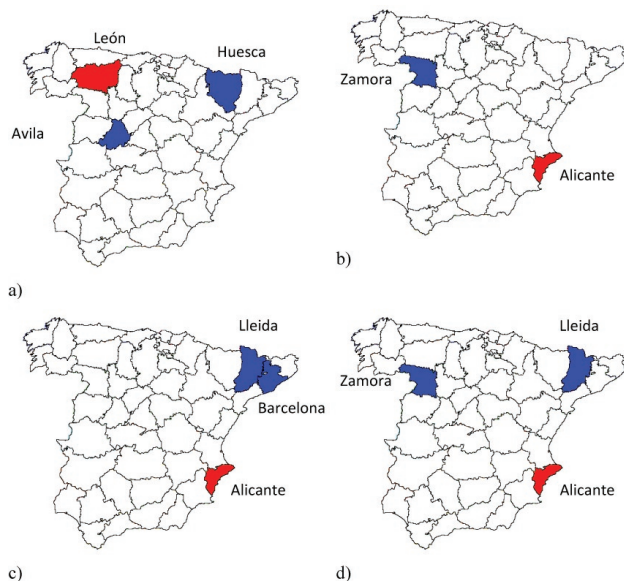 León
Huesca
Avila
Zamora
Alicante
a)
b)
Lleida
Barcelona
Alicante
Lleida
Zamora
Alicante
c)
d)